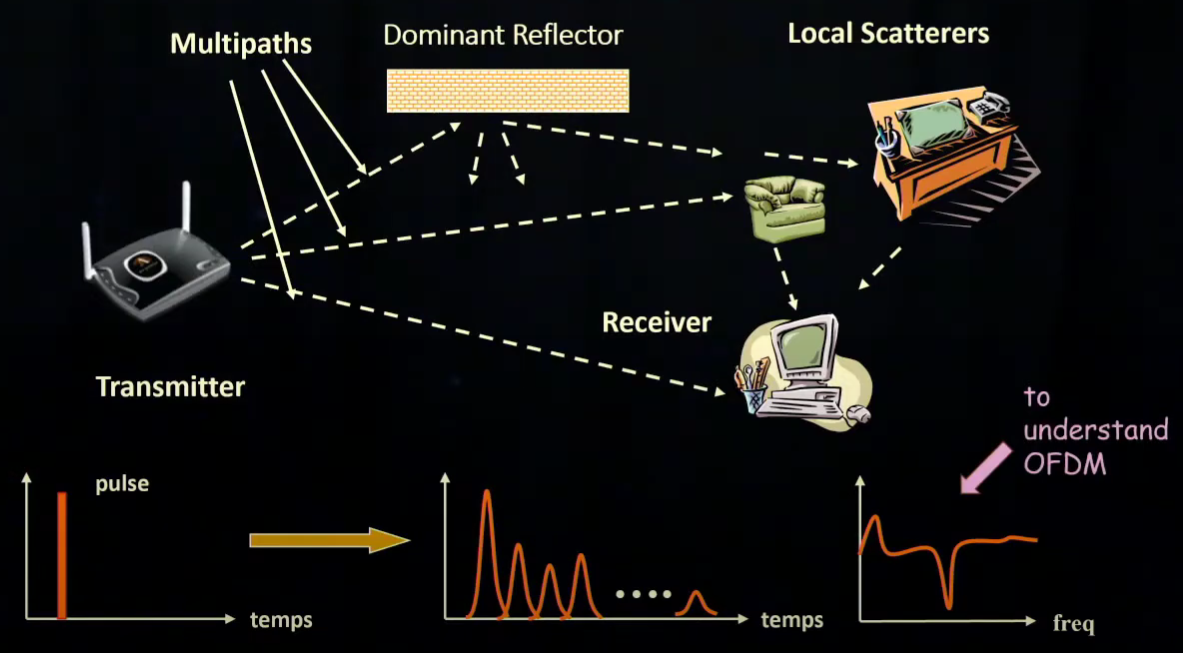 Multipaths
Dominant Reflector
Local Scatterers
Receiver
Transmitter
to
understand
OFDM
pulse
temps
temps
freq